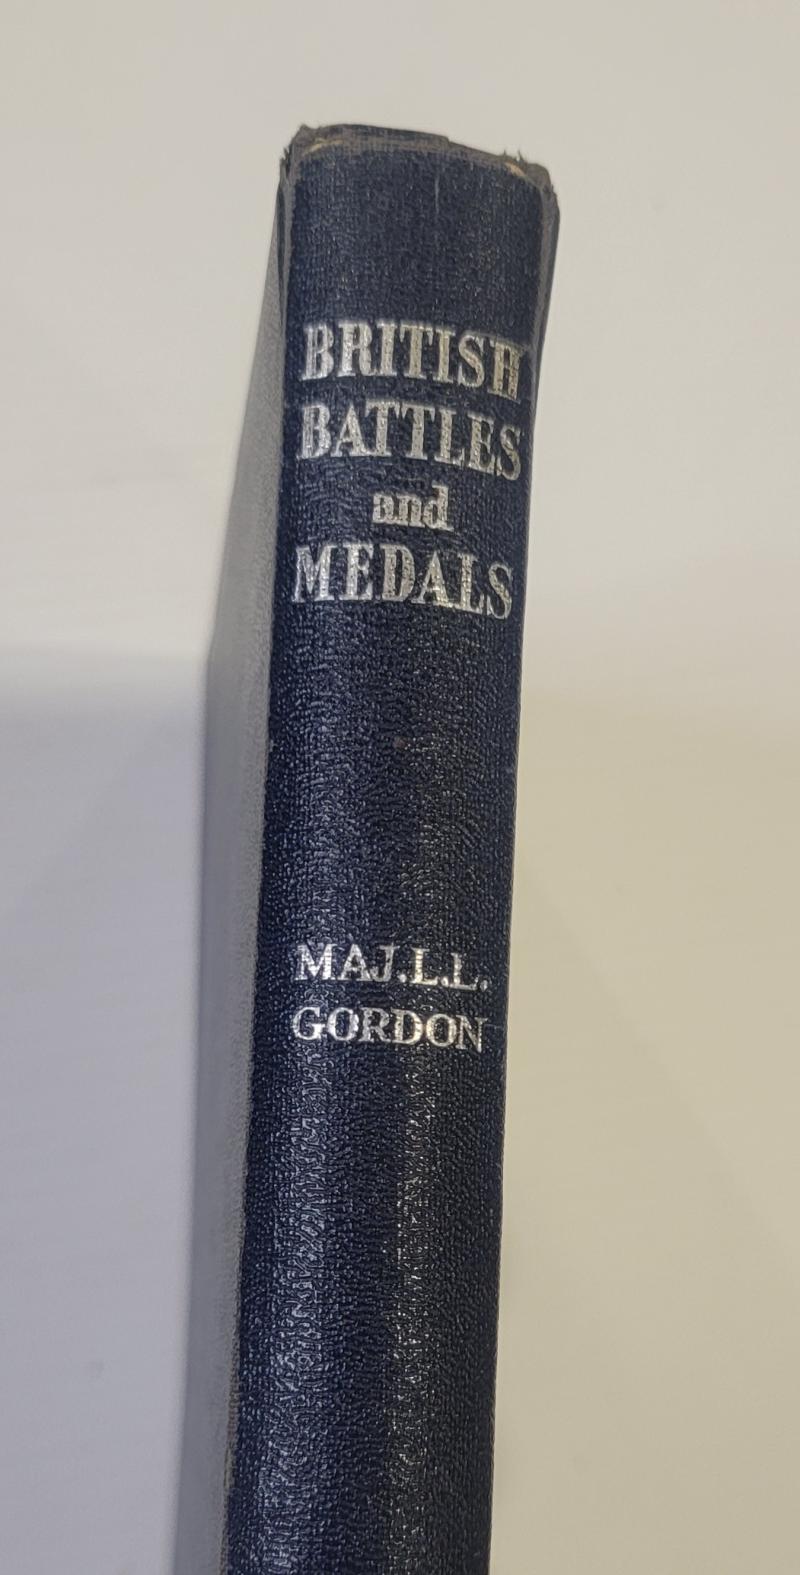 BRITISH
BATTLES
and
MEDALS
MAJ.L.L.
GORDON